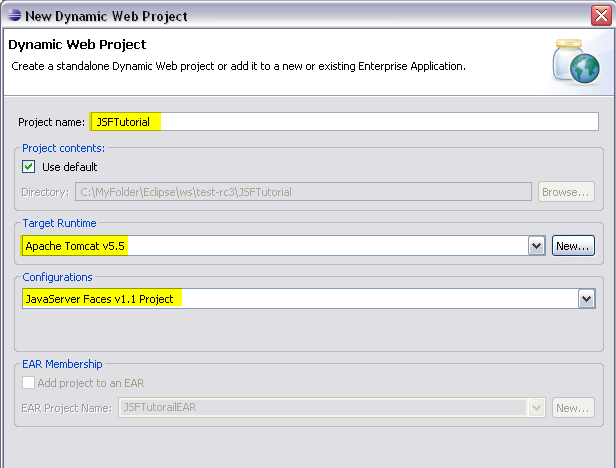 New Dynamic Web Project
Dynamic Web Project
Create a standalone Dynamic Web project or add it to a new or existing Enterprise Application.
Project name: JSFTutorial
Project contents:
Use default
Directory: C:\MyFolder\Eclipse\ws\test-rc3\JSFTutorial Browse...
Target Runtime
Apache Tomcat v5.5 New...
Configurations
JavaServer Faces v1.1 Project
EAR Membership
Add project to an EAR
EAR Project Name: JSFTutorailEAR New...